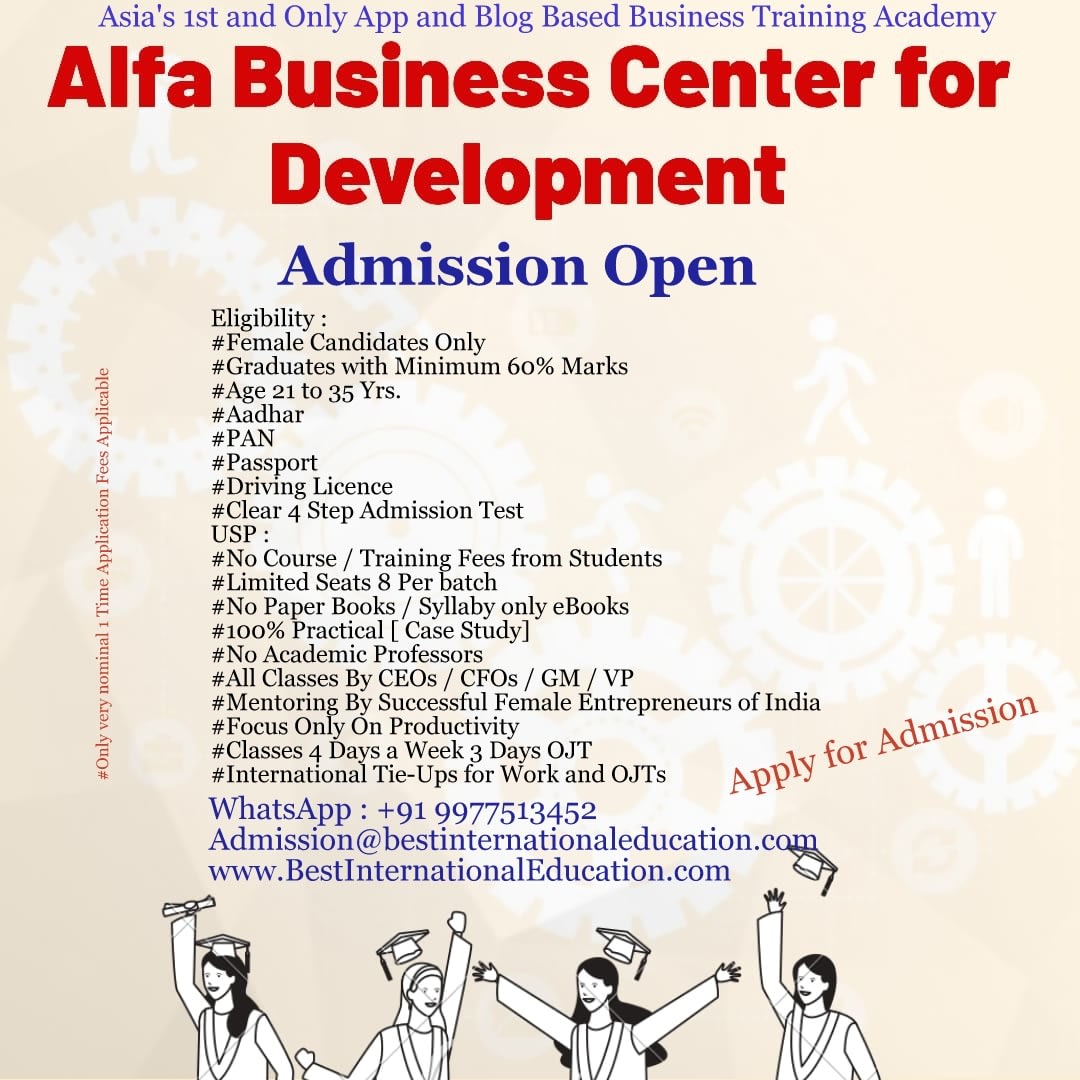 Asia's 1st and Only App and Blog Based Business Training Academy
Alfa Business Center for
Development
Admission Open
Eligibility :
#Female Candidates Only
#Graduates with Minimum 60% Marks
#Age 21 to 35 Yrs.
#Aadhar
#PAN
#Passport
#Driving Licence
#Clear 4 Step Admission Test
USP :
#No Course / Training Fees from Students
#Limited Seats 8 Per batch
#No Paper Books / Syllaby only eBooks
#100% Practical [ Case Study]
#No Academic Professors
#All Classes By CEOs / CFOs / GM / VP
#Mentoring By Successful Female Entrepreneurs of India
#Focus Only On Productivity
#Classes 4 Days a Week 3 Days OJT
#International Tie-Ups for Work and OJTs
#Only very nominal 1 Time Application Fees Applicable
Apply for Admission
WhatsApp : +91 9977513452
Admission@bestinternationaleducation.com
www.BestInternationalEducation.com